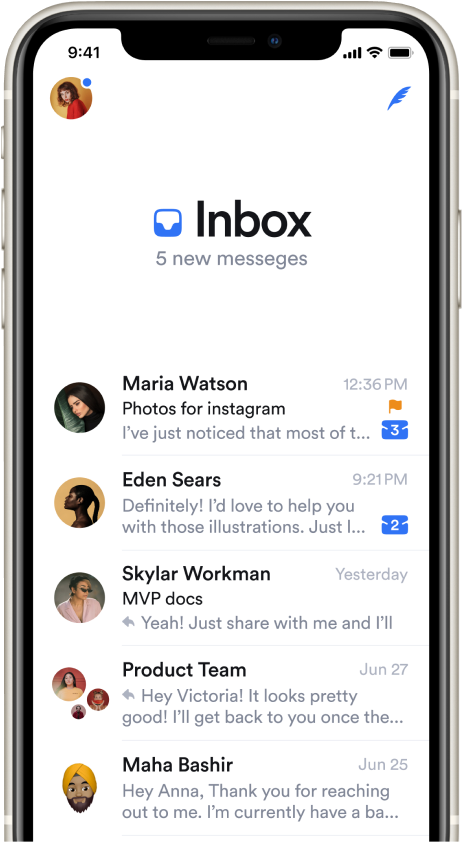 9:41
Inbox
5 new messeges
Maria Watson 12:36 PM
Photos for instagram
I've just noticed that most of t... 3
Eden Sears 9:21 PM
Definitely! I'd love to help you
with those illustrations. Just l... 2
Skylar Workman Yesterday
MVP docs
Yeah! Just share with me and I'll
Product Team Jun 27
Hey Victoria! It looks pretty
good! I'll get back to you once the...
Maha Bashir Jun 25
Hey Anna, Thank you for reaching
out to me. I'm currently have a ba...